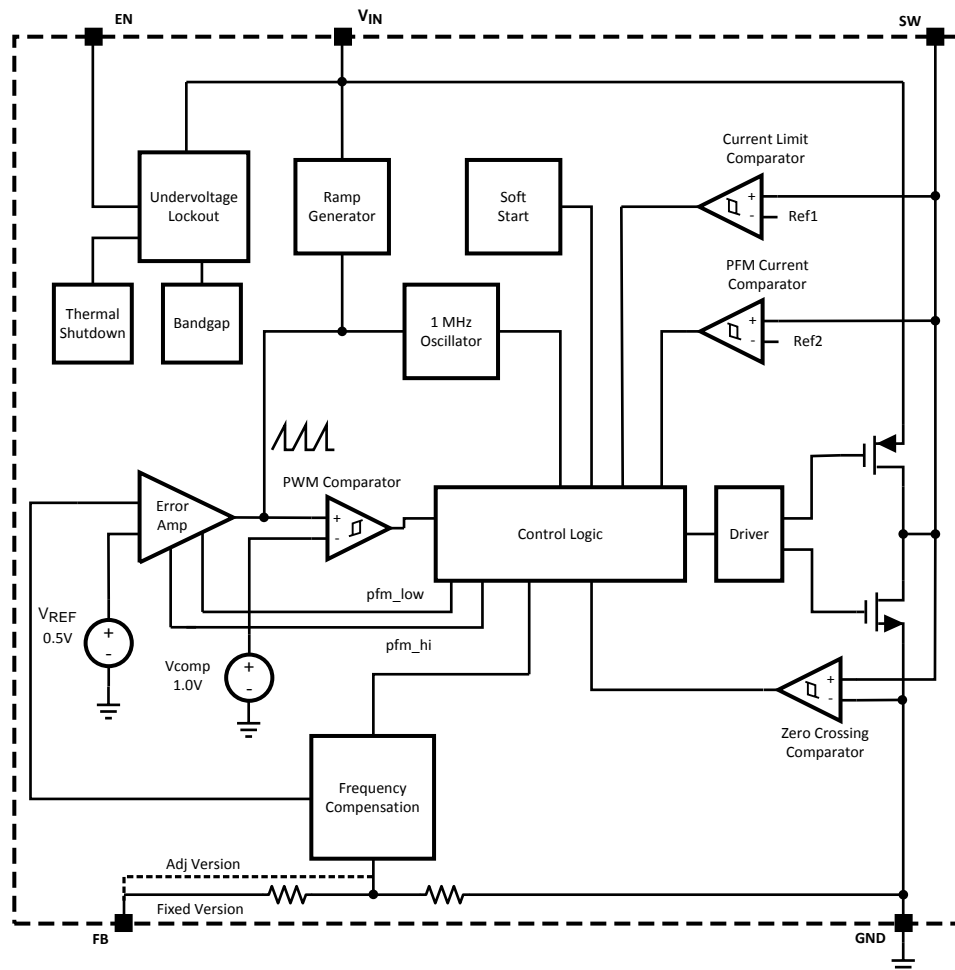 EN
VIN
SW
Current Limit
Comparator
Undervoltage
Lockout
Ramp
Generator
Soft
Start
+
-
Ref1
PFM Current
Comparator
Thermal
Shutdown
Bandgap
1 MHz
Oscillator
+
-
Ref2
PWM Comparator
Error
Amp
+
-
Control Logic
Driver
pfm_low
pfm_hi
VREF
0.5V
+
-
Vcomp
1.0V
+
-
+
-
Zero Crossing
Comparator
Frequency
Compensation
Adj Version
Fixed Version
FB
GND